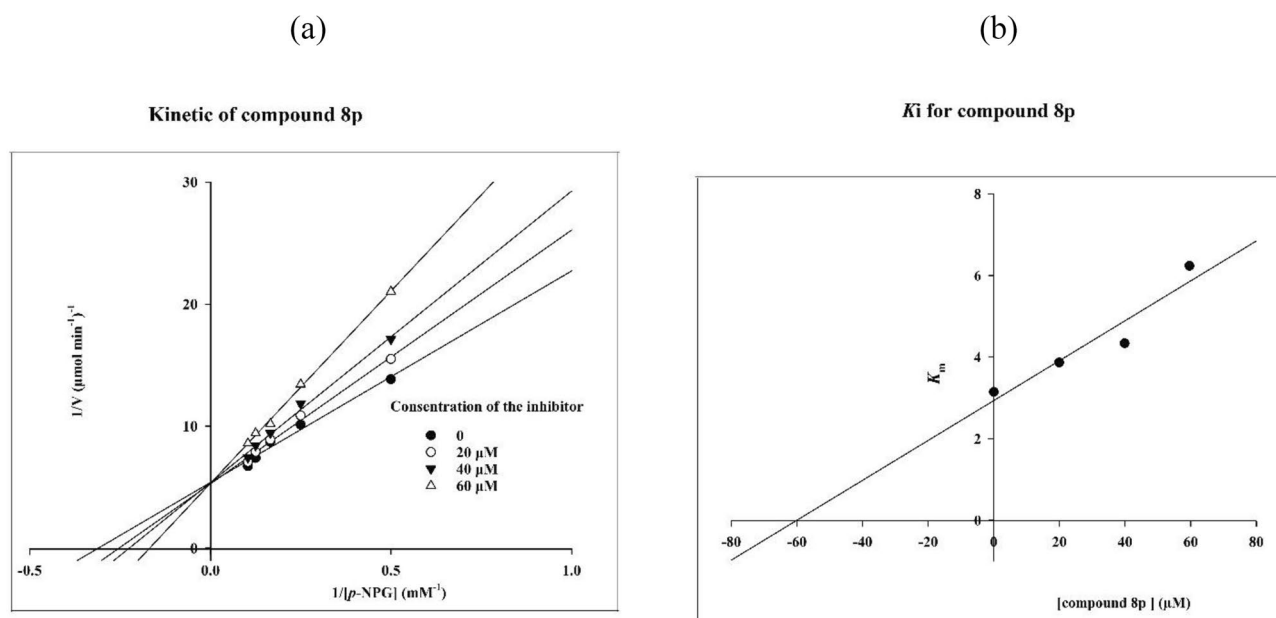 (a)
Kinetic of compound 8p
30
20
10
0
1/V (µmol min⁻¹)⁻¹
-0.5
0.0
0.5
1.0
1/[p-NPG] (mM⁻¹)
Consentration of the inhibitor
0
20 µM
40 µM
60 µM
(b)
Ki for compound 8p
8
6
4
2
0
Km
-80
-60
-40
-20
0
20
40
60
80
[compound 8p ] (µM)